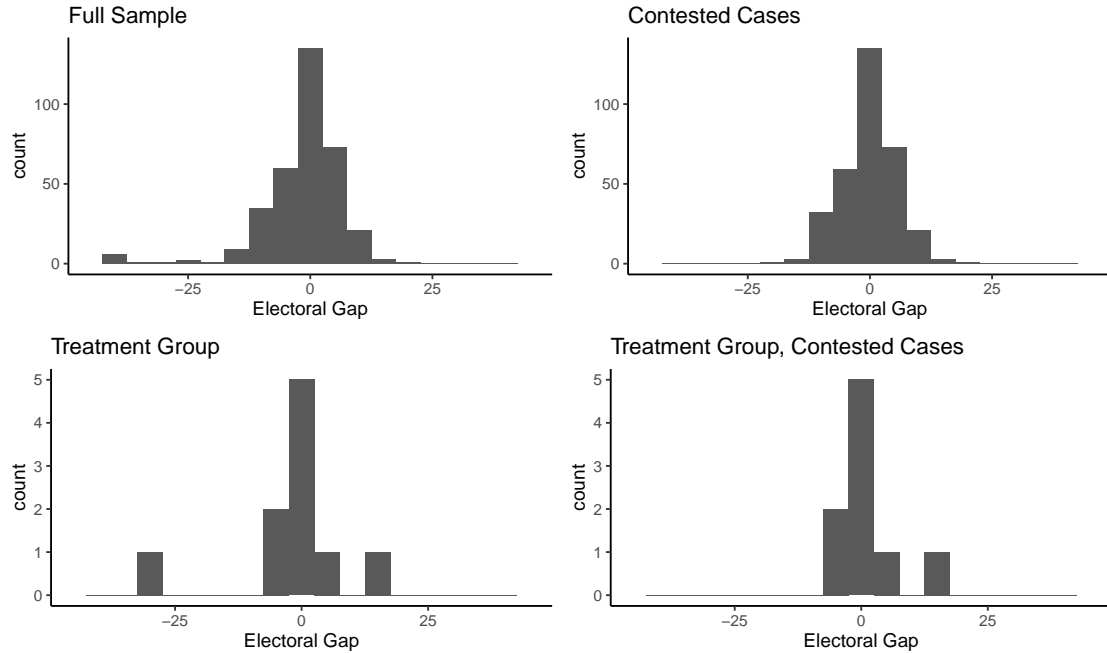 Full Sample
count
100
50
0
−25 0 25
Electoral Gap
Contested Cases
count
100
50
0
−25 0 25
Electoral Gap
Treatment Group
count
5
4
3
2
1
0
−25 0 25
Electoral Gap
Treatment Group, Contested Cases
count
5
4
3
2
1
0
−25 0 25
Electoral Gap